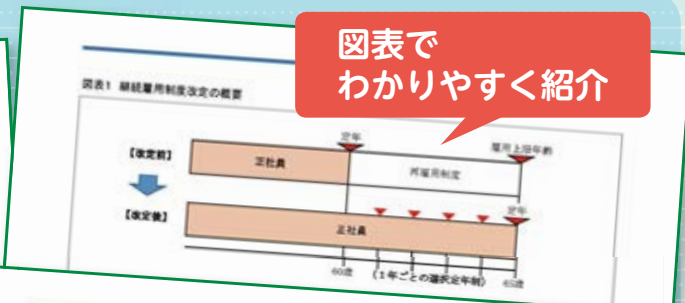 図表で
わかりやすく紹介
図表1 継続雇用制度改定の概要
定年
雇用上限年齢
【改定前】
正社員
再雇用制度
【改定後】
定年
正社員
60歳
(1年ごとの選択定年制)
65歳